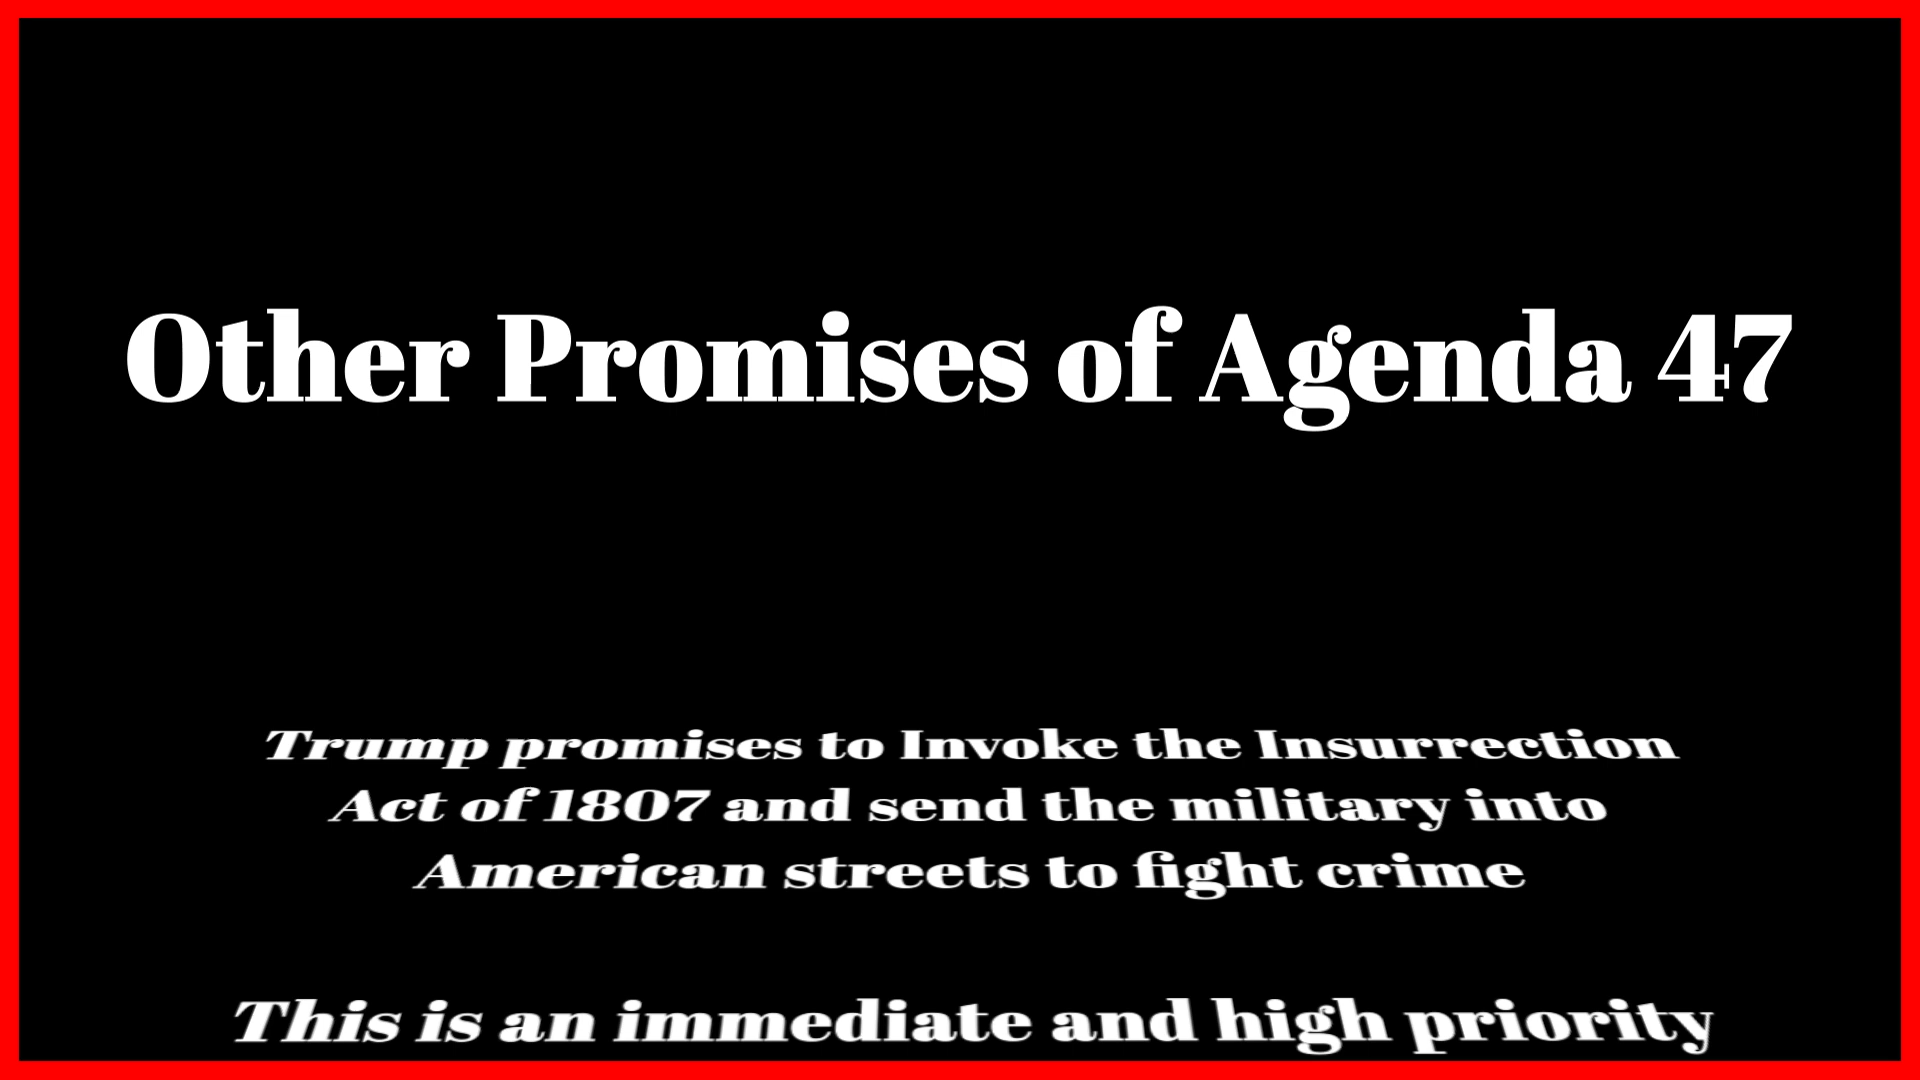 Other Promises of Agenda 47
Trump promises to Invoke the Insurrection
Act of 1807 and send the military into
American streets to fight crime
This is an immediate and high priority